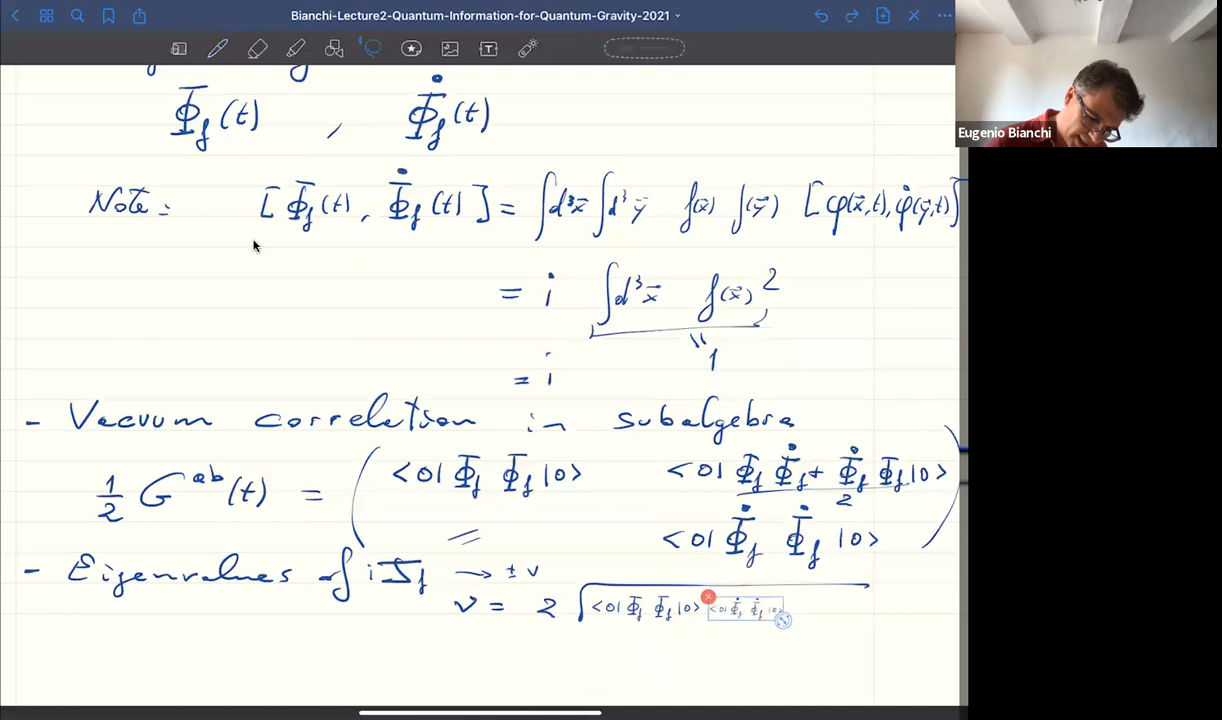 Bianchi-Lecture2-Quantum-Information-for-Quantum-Gravity-2021
Eugenio Bianchi
Φ_f(t) , Φ̇_f(t)
Note: [Φ_f(t), Φ̇_f(t)] = ∫d³x⃗ ∫d³y⃗ f(x⃗) f(y⃗) [φ(x⃗,t), φ̇(y⃗,t)]
= i ∫d³x⃗ f(x⃗)²
"1
= i
- Vacuum correlation in subalgebra
<0| Φ_f Φ_f |0> <0| Φ_f Φ̇_f + Φ̇_f Φ_f |0>
½ G^{ab}(t) = ( 2 )
<0| Φ̇_f Φ̇_f |0>
- Eigenvalues of i J_f → ± ν
ν = 2 √<0| Φ_f Φ_f |0> <0| Φ̇_f Φ̇_f |0>